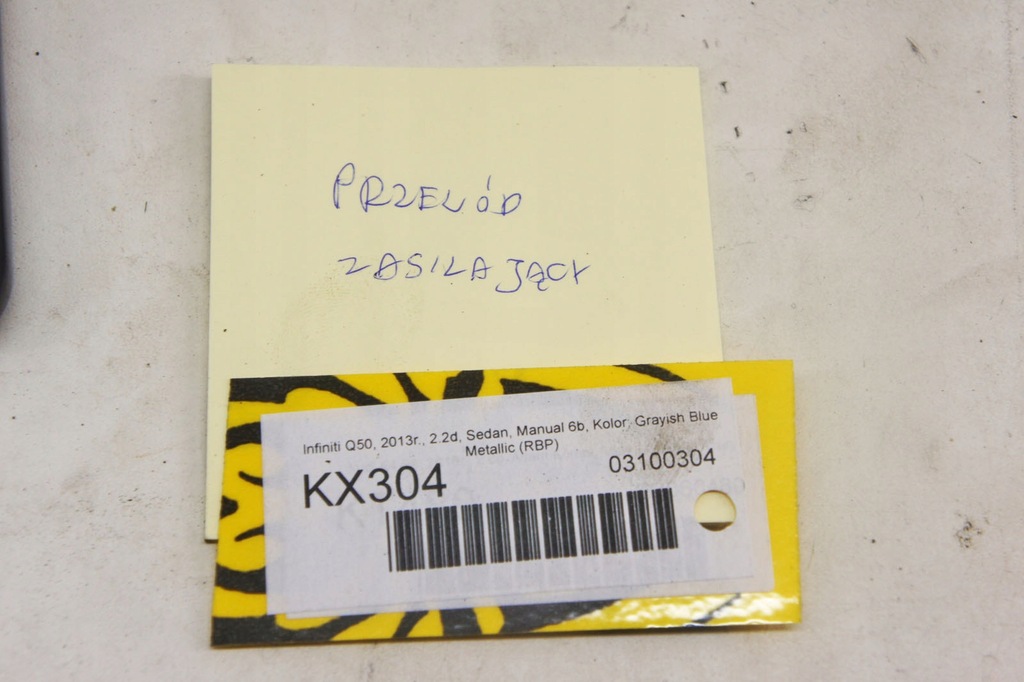 PRZEWÓD
ZASILAJĄCY
Infiniti Q50, 2013r., 2.2d, Sedan, Manual 6b, Kolor: Grayish Blue
Metallic (RBP)
KX304
03100304